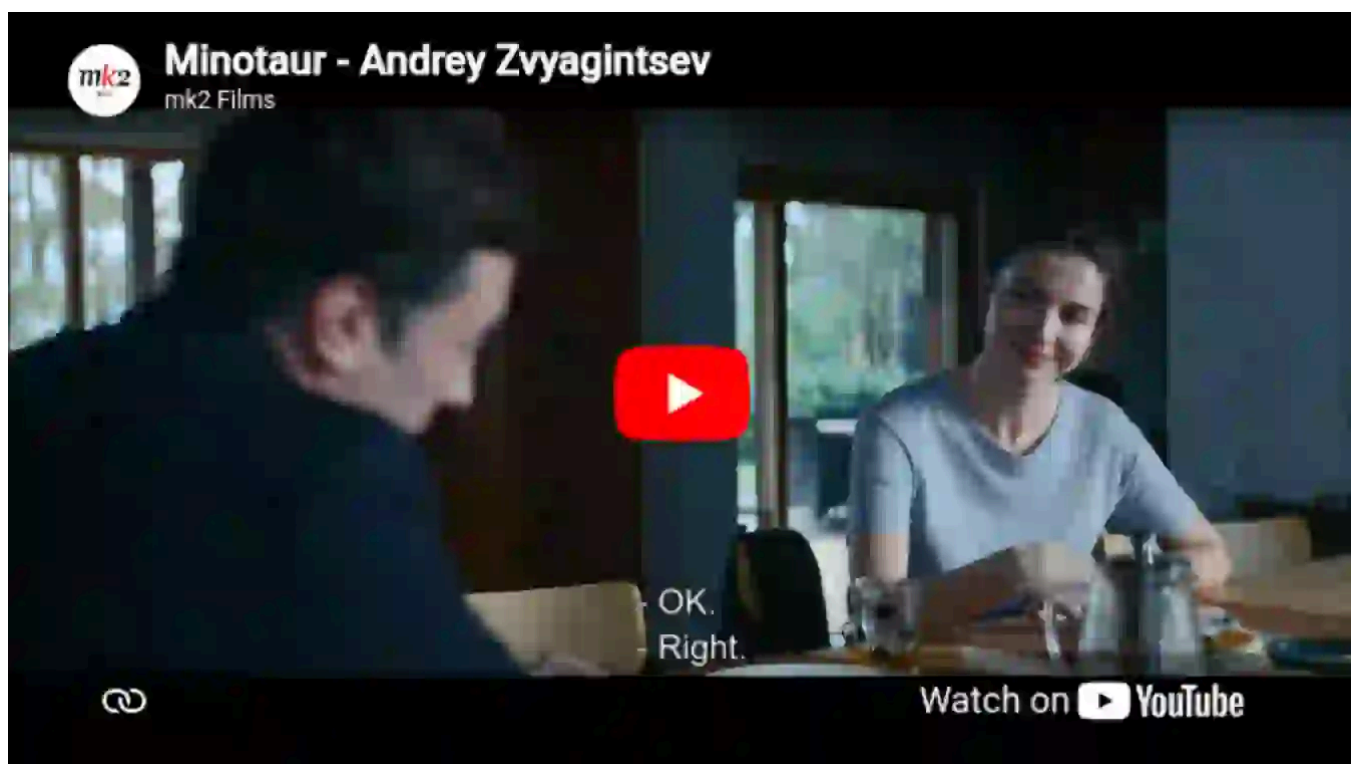 mk2
Minotaur - Andrey Zvyagintsev
mk2 Films
- OK.
- Right.
Watch on YouTube